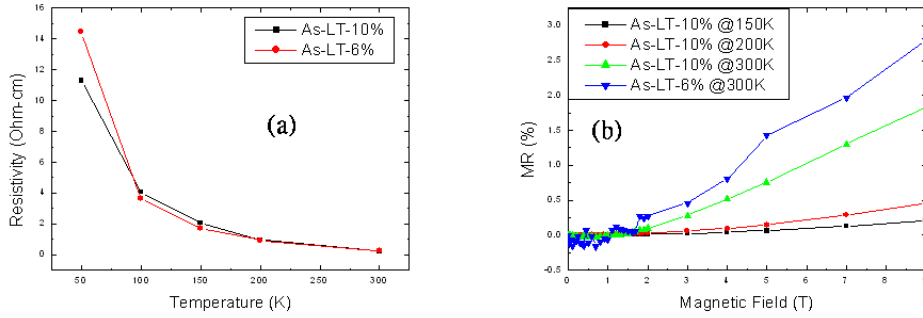 16
14
12
10
8
6
4
2
0
Resistivity (Ohm-cm)
As-LT-10%
As-LT-6%
(a)
50 100 150 200 250 300
Temperature (K)
3.0
2.5
2.0
1.5
1.0
0.5
0.0
-0.5
MR (%)
As-LT-10% @150K
As-LT-10% @200K
As-LT-10% @300K
As-LT-6% @300K
(b)
0 1 2 3 4 5 6 7 8
Magnetic Field (T)